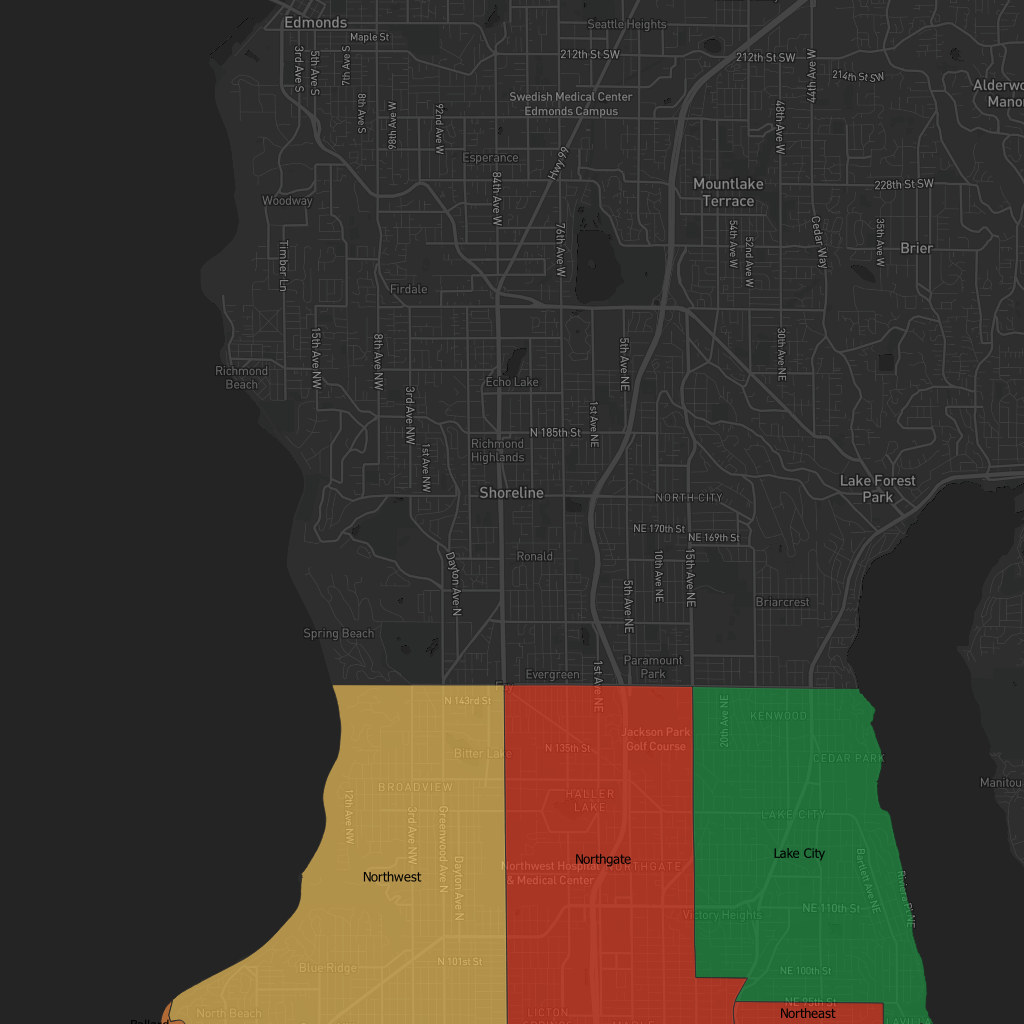 Edmonds
Seattle Heights
Maple St
3rd Ave S
5th Ave S
7th Ave S
212th St SW
212th St SW
44th Ave W
214th St SW
Alderwo
Mano
8th Ave S
98th Ave W
92nd Ave W
Swedish Medical Center
Edmonds Campus
48th Ave W
Esperance
Hwy 99
84th Ave W
Mountlake
Terrace
228th St SW
Woodway
76th Ave W
54th Ave W
52nd Ave W
Cedar Way
35th Ave W
Brier
Timber Ln
Firdale
15th Ave NW
8th Ave NW
5th Ave NE
30th Ave NE
Richmond
Beach
Echo Lake
3rd Ave NW
1st Ave NE
N 185th St
1st Ave NW
Richmond
Highlands
Shoreline
NORTH CITY
Lake Forest
Park
NE 170th St
NE 169th St
Ronald
Dayton Ave N
10th Ave NE
15th Ave NE
5th Ave NE
Briarcrest
Spring Beach
Paramount
Park
Evergreen
1st Ave NE
N 143rd St
20th Ave NE
KENWOOD
Jackson Park
Golf Course
N 135th St
Bitter Lake
CEDAR PARK
Manitou
BROADVIEW
HALLER
LAKE
12th Ave NW
3rd Ave NW
Greenwood Ave N
LAKE CITY
Lake City
Northgate
Northwest Hospital
& Medical Center
NORTHGATE
Northwest
Dayton Ave N
Bartlett Ave NE
Riviera Pl NE
NE 110th St
Victory Heights
N 101st St
Blue Ridge
NE 100th St
NE 95th St
North Beach
LICTON
Northeast
Ballard